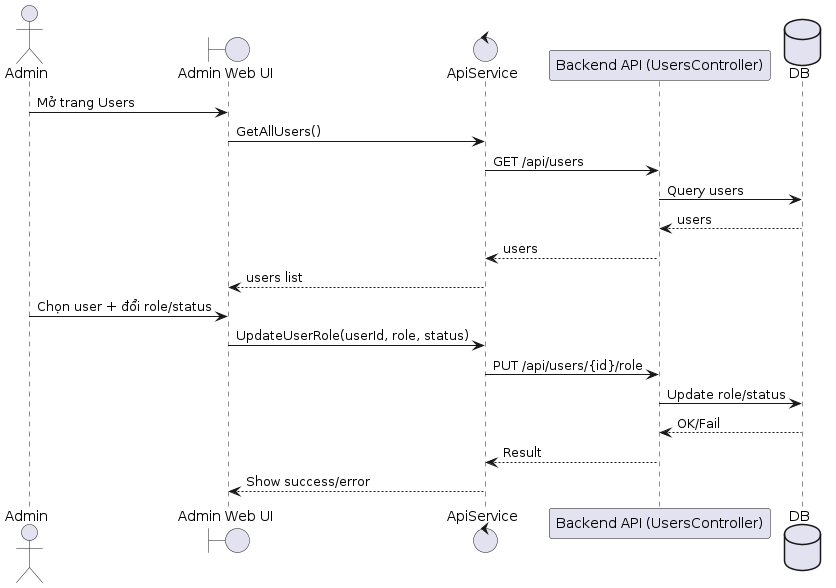 Admin
Admin Web UI
ApiService
Backend API (UsersController)
DB
Mở trang Users
GetAllUsers()
GET /api/users
Query users
users
users
users list
Chọn user + đổi role/status
UpdateUserRole(userId, role, status)
PUT /api/users/{id}/role
Update role/status
OK/Fail
Result
Show success/error
Admin
Admin Web UI
ApiService
Backend API (UsersController)
DB